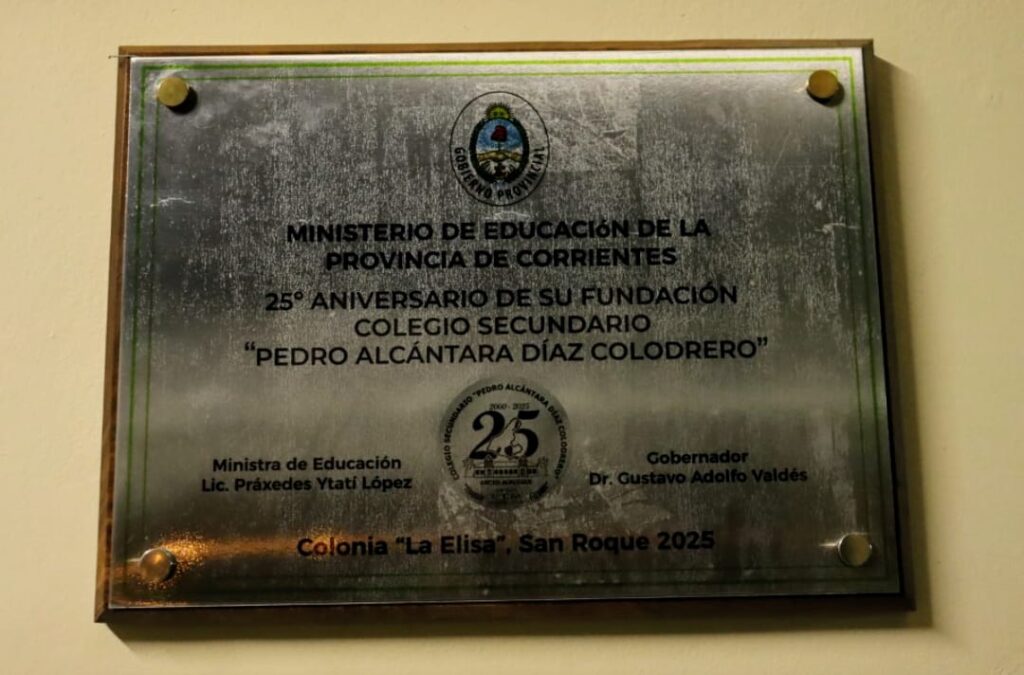 GOBIERNO PROVINCIAL
MINISTERIO DE EDUCACIóN DE LA
PROVINCIA DE CORRIENTES
25° ANIVERSARIO DE SU FUNDACIÓN
COLEGIO SECUNDARIO
“PEDRO ALCÁNTARA DÍAZ COLODRERO”
COLEGIO SECUNDARIO "PEDRO ALCÁNTARA DÍAZ COLODRERO"
2000 - 2025
25
Ministra de Educación
Lic. Práxedes Ytatí López
Gobernador
Dr. Gustavo Adolfo Valdés
Colonia “La Elisa”, San Roque 2025